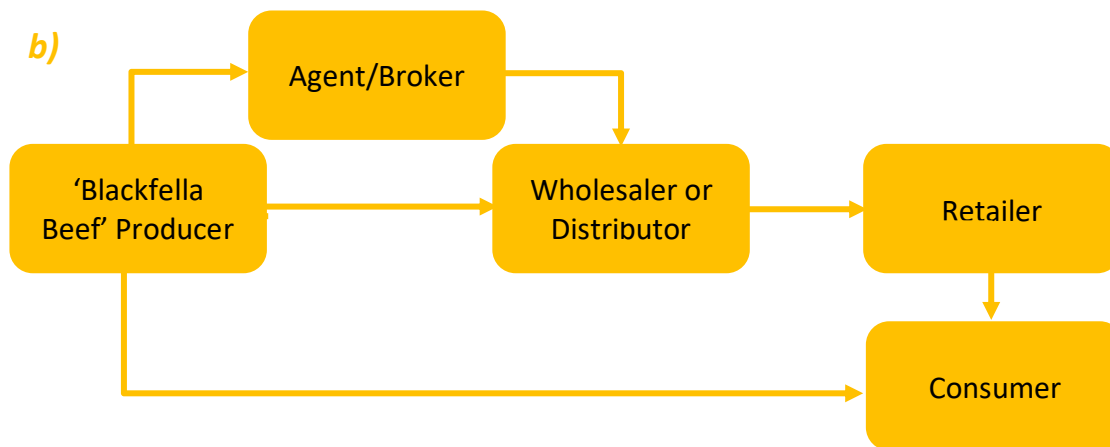 b)
Agent/Broker
‘Blackfella
Beef’ Producer
Wholesaler or
Distributor
Retailer
Consumer